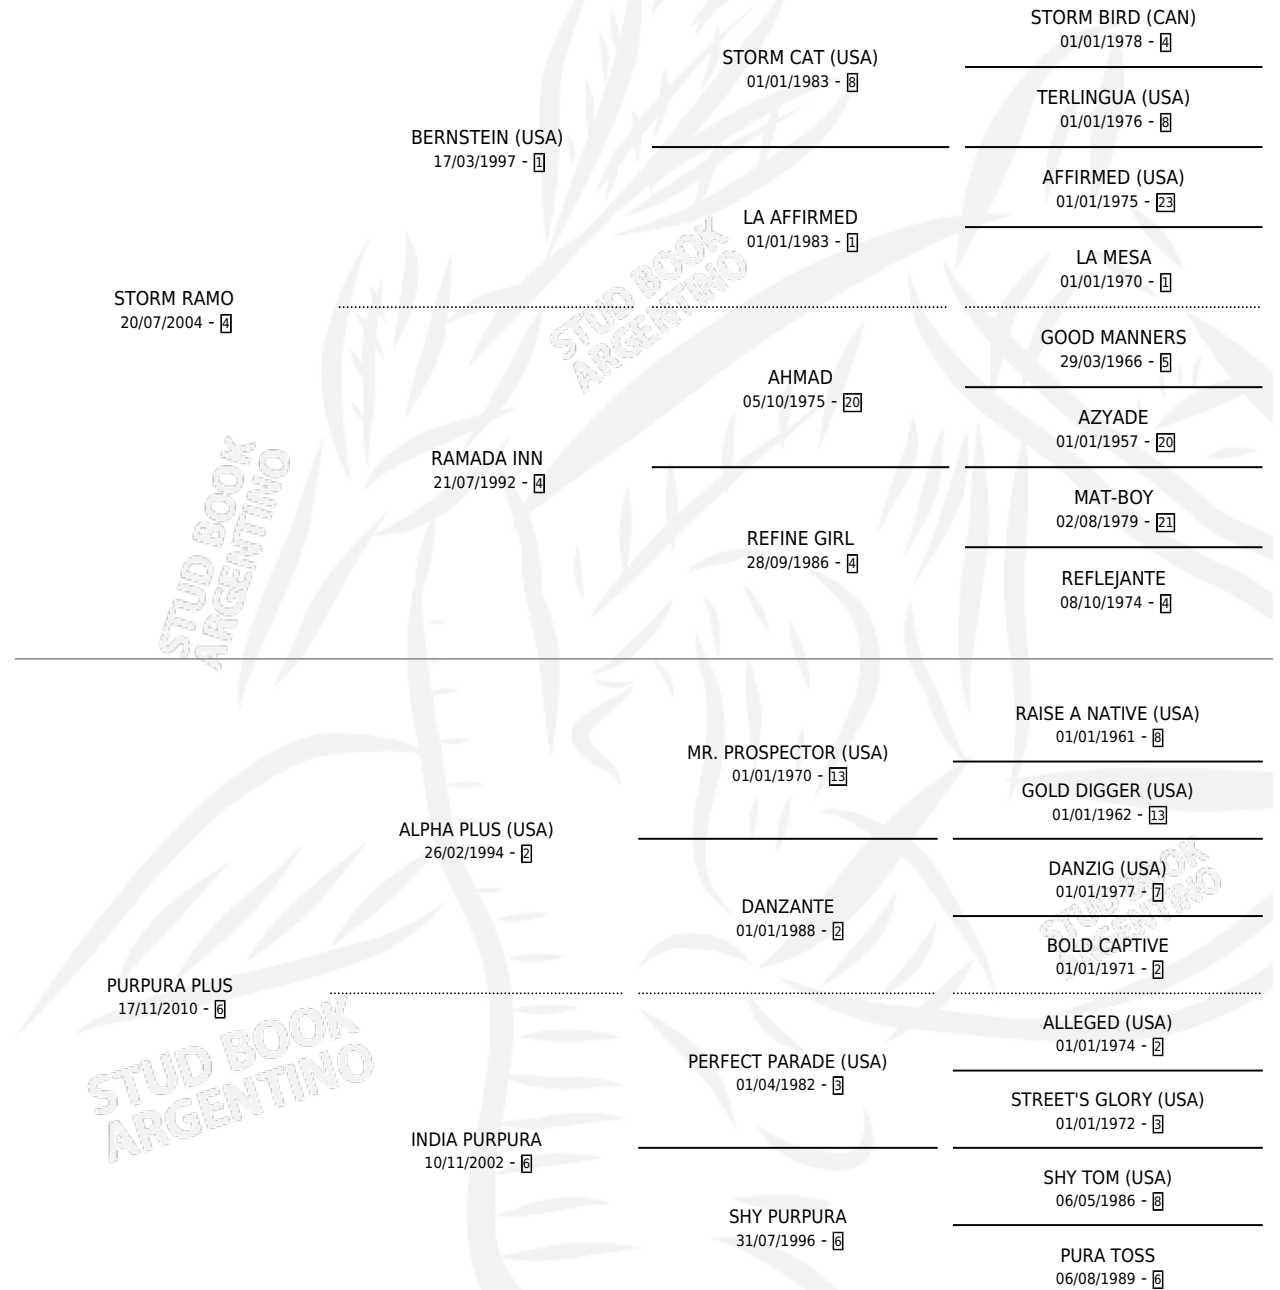 STORM BIRD (CAN)
01/01/1978 - 4
STORM CAT (USA)
01/01/1983 - 8
TERLINGUA (USA)
01/01/1976 - 8
BERNSTEIN (USA)
17/03/1997 - 1
AFFIRMED (USA)
01/01/1975 - 23
LA AFFIRMED
01/01/1983 - 1
LA MESA
01/01/1970 - 1
STORM RAMO
20/07/2004 - 4
GOOD MANNERS
29/03/1966 - 5
AHMAD
05/10/1975 - 20
AZYADE
01/01/1957 - 20
RAMADA INN
21/07/1992 - 4
MAT-BOY
02/08/1979 - 21
REFINE GIRL
28/09/1986 - 4
REFLEJANTE
08/10/1974 - 4
STUD BOOK
ARGENTINO
STUD BOOK
ARGENTINO
RAISE A NATIVE (USA)
01/01/1961 - 8
MR. PROSPECTOR (USA)
01/01/1970 - 13
GOLD DIGGER (USA)
01/01/1962 - 13
ALPHA PLUS (USA)
26/02/1994 - 2
DANZIG (USA)
01/01/1977 - 7
DANZANTE
01/01/1988 - 2
BOLD CAPTIVE
01/01/1971 - 2
PURPURA PLUS
17/11/2010 - 6
ALLEGED (USA)
01/01/1974 - 2
PERFECT PARADE (USA)
01/04/1982 - 3
STREET'S GLORY (USA)
01/01/1972 - 3
INDIA PURPURA
10/11/2002 - 6
SHY TOM (USA)
06/05/1986 - 8
SHY PURPURA
31/07/1996 - 6
PURA TOSS
06/08/1989 - 6
STUD BOOK
ARGENTINO
STUD BOOK
ARGENTINO